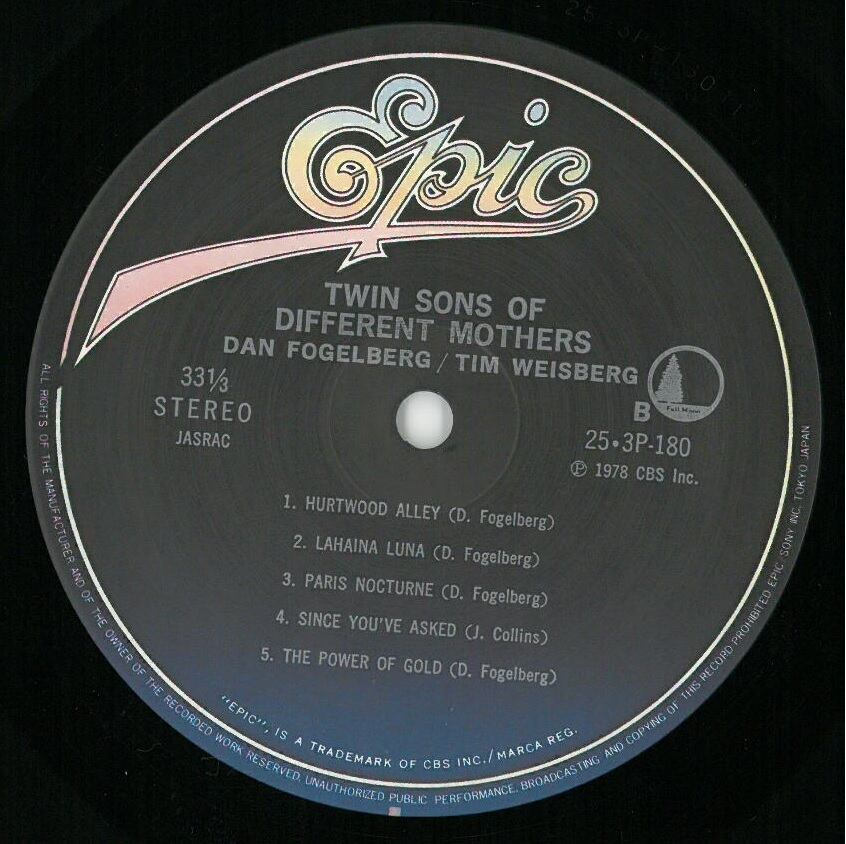 Epic
TWIN SONS OF
DIFFERENT MOTHERS
DAN FOGELBERG / TIM WEISBERG
33⅓
STEREO
JASRAC
Full Moon
B
25•3P-180
℗ 1978 CBS Inc.
1. HURTWOOD ALLEY (D. Fogelberg)
2. LAHAINA LUNA (D. Fogelberg)
3. PARIS NOCTURNE (D. Fogelberg)
4. SINCE YOU'VE ASKED (J. Collins)
5. THE POWER OF GOLD (D. Fogelberg)
"EPIC", IS A TRADEMARK OF CBS INC./MARCA REG.
ALL RIGHTS OF THE MANUFACTURER AND OF THE OWNER OF THE RECORDED WORK RESERVED. UNAUTHORIZED PUBLIC PERFORMANCE, BROADCASTING AND COPYING OF THIS RECORD PROHIBITED EPIC·SONY INC. TOKYO JAPAN